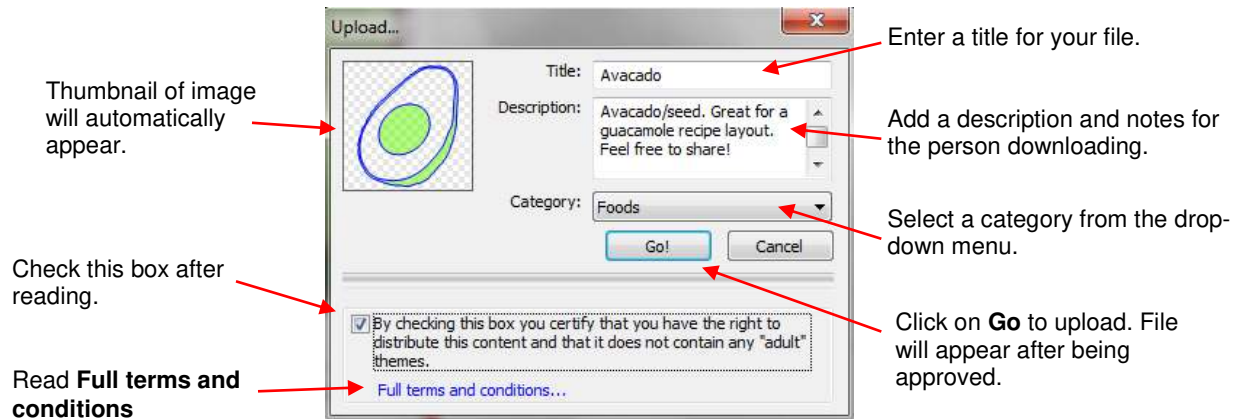 Upload...
Thumbnail of image
will automatically
appear.
Title:
Avacado
Enter a title for your file.
Description:
Avacado/seed. Great for a
guacamole recipe layout.
Feel free to share!
Add a description and notes for
the person downloading.
Category:
Foods
Select a category from the drop-
down menu.
Go!
Cancel
Check this box after
reading.
By checking this box you certify that you have the right to
distribute this content and that it does not contain any "adult"
themes.
Click on Go to upload. File
will appear after being
approved.
Read Full terms and
conditions
Full terms and conditions...